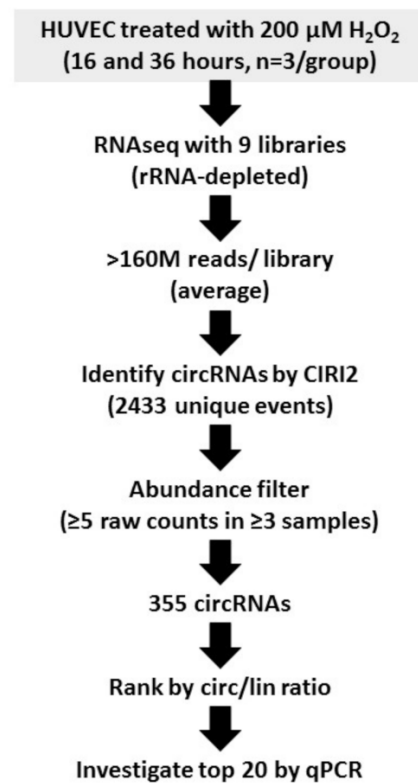 HUVEC treated with 200 µM H₂O₂
(16 and 36 hours, n=3/group)
RNAseq with 9 libraries
(rRNA-depleted)
>160M reads/ library
(average)
Identify circRNAs by CIRI2
(2433 unique events)
Abundance filter
(≥5 raw counts in ≥3 samples)
355 circRNAs
Rank by circ/lin ratio
Investigate top 20 by qPCR